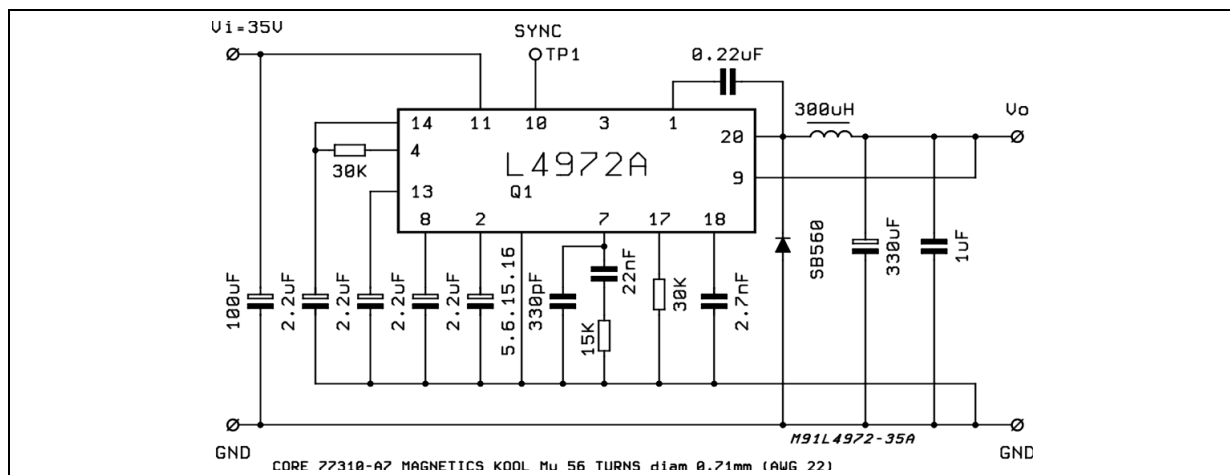 Vi=35V
SYNC
TP1
0.22uF
300uH
Vo
14
11
10
3
1
20
4
30K
L4972A
9
13
Q1
8
2
7
17
18
100uF
2.2uF
2.2uF
2.2uF
2.2uF
5.6.15.16
330pF
22nF
15K
30K
2.7nF
SB560
330uF
1uF
M91L4972-35A
GND
GND
CORE 77310-A7 MAGNETICS KOOL Mu 56 TURNS diam 0.71mm (AWG 22)